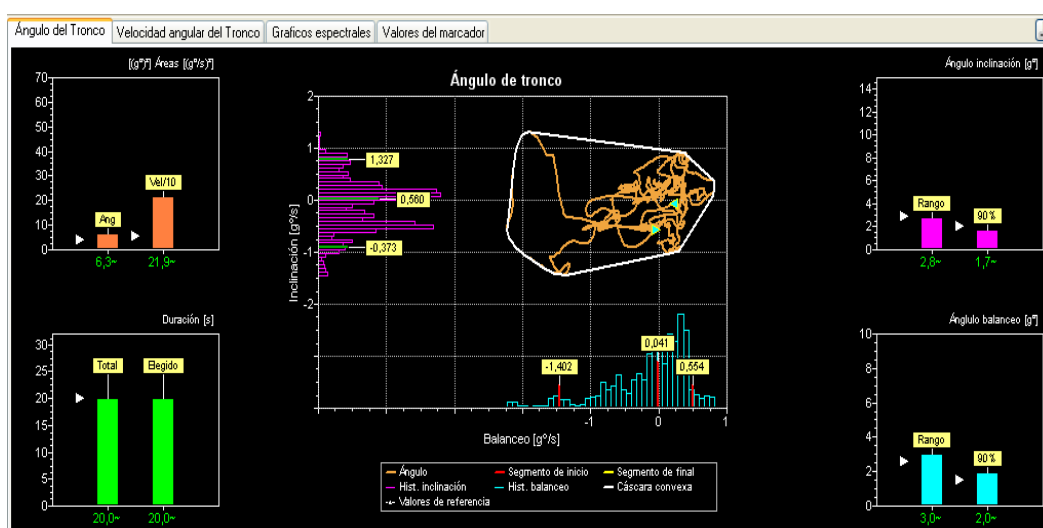 Ángulo del Tronco
Velocidad angular del Tronco
Graficos espectrales
Valores del marcador
[(gº)²] Áreas [(gº/s)²]
70
60
50
40
30
20
10
0
Ang
Vel/10
6,3~
21,9~
Duración [s]
30
25
20
15
10
5
0
Total
Elegido
20,0~
20,0~
Ángulo de tronco
Inclinación [gº/s]
2
1
0
-1
-2
1,327
0,560
-0,373
-1,402
0,041
0,554
-1
0
1
Balanceo [gº/s]
Ángulo
Segmento de inicio
Segmento de final
Hist. inclinación
Hist. balanceo
Cáscara convexa
Valores de referencia
Ángulo inclinación [gº]
14
12
10
8
6
4
2
0
Rango
90%
2,8~
1,7~
Ánglulo balanceo [gº]
10
8
6
4
2
0
Rango
90%
3,0~
2,0~